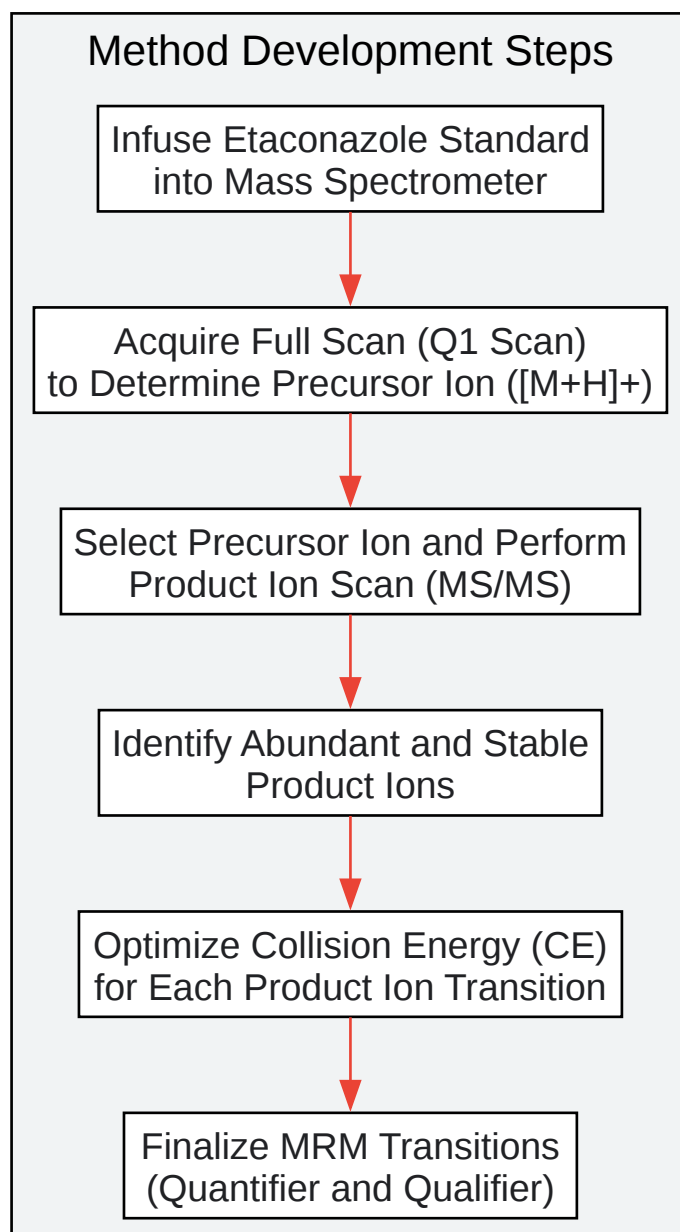 Method Development Steps
Infuse Etaconazole Standard
into Mass Spectrometer
Acquire Full Scan (Q1 Scan)
to Determine Precursor Ion ([M+H]+)
Select Precursor Ion and Perform
Product Ion Scan (MS/MS)
Identify Abundant and Stable
Product Ions
Optimize Collision Energy (CE)
for Each Product Ion Transition
Finalize MRM Transitions
(Quantifier and Qualifier)